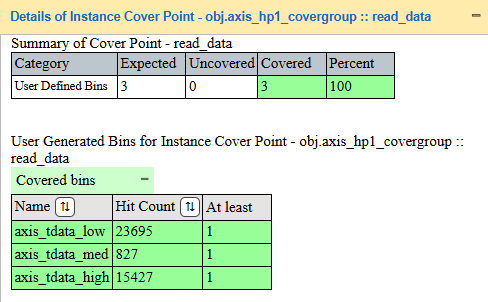 Details of Instance Cover Point - obj.axis_hp1_covergroup :: read_data
Summary of Cover Point - read_data
Category Expected Uncovered Covered Percent
User Defined Bins 3 0 3 100
User Generated Bins for Instance Cover Point - obj.axis_hp1_covergroup ::
read_data
Covered bins
Name Hit Count At least
axis_tdata_low 23695 1
axis_tdata_med 827 1
axis_tdata_high 15427 1